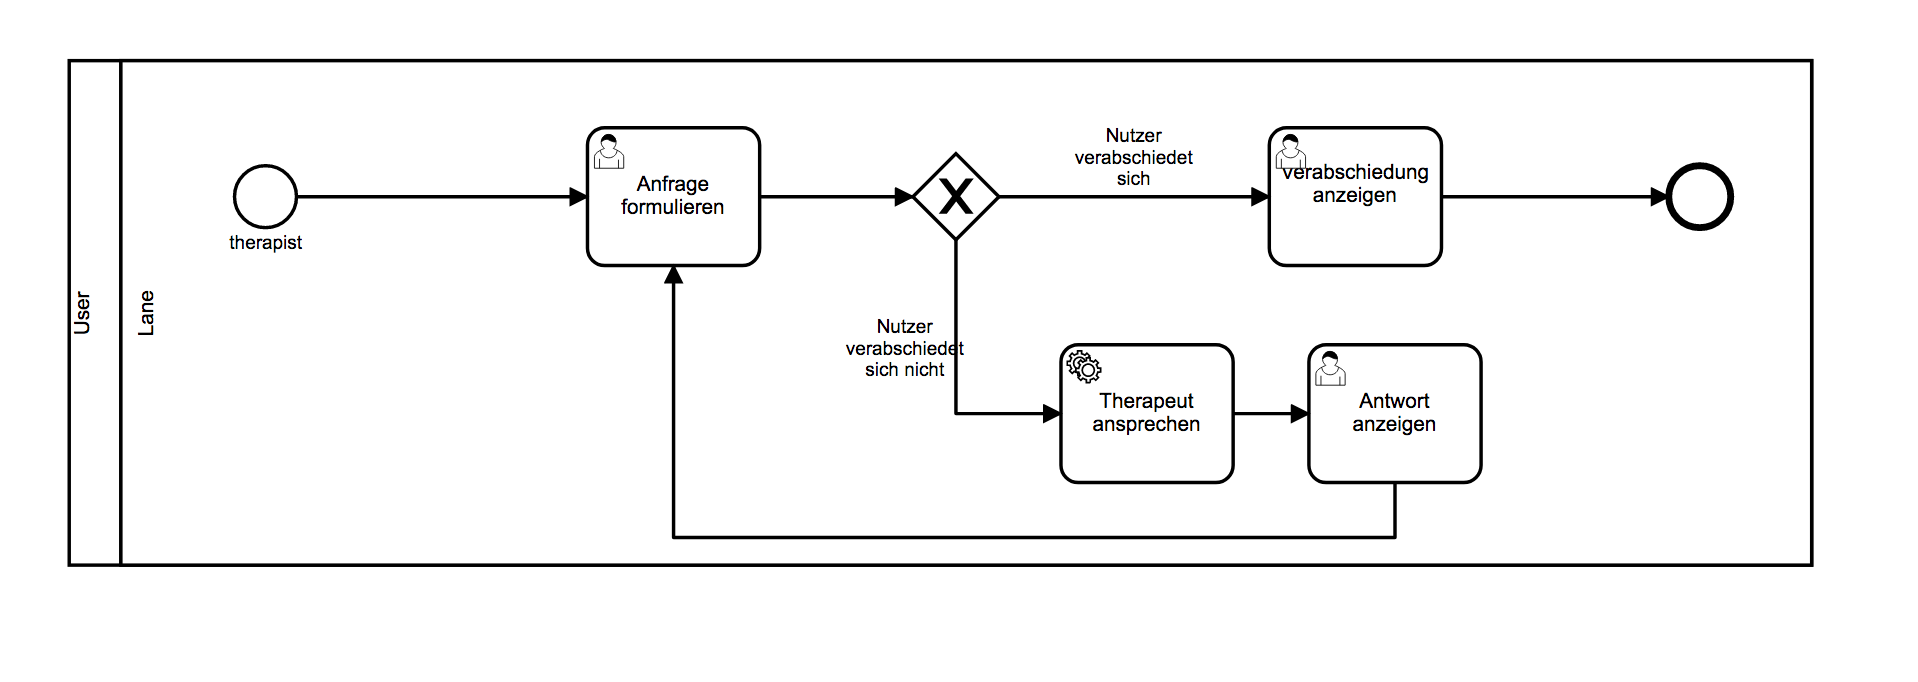 User
Lane
therapist
Anfrage
formulieren
Nutzer
verabschiedet
sich
verabschiedung
anzeigen
Nutzer
verabschiedet
sich nicht
Therapeut
ansprechen
Antwort
anzeigen